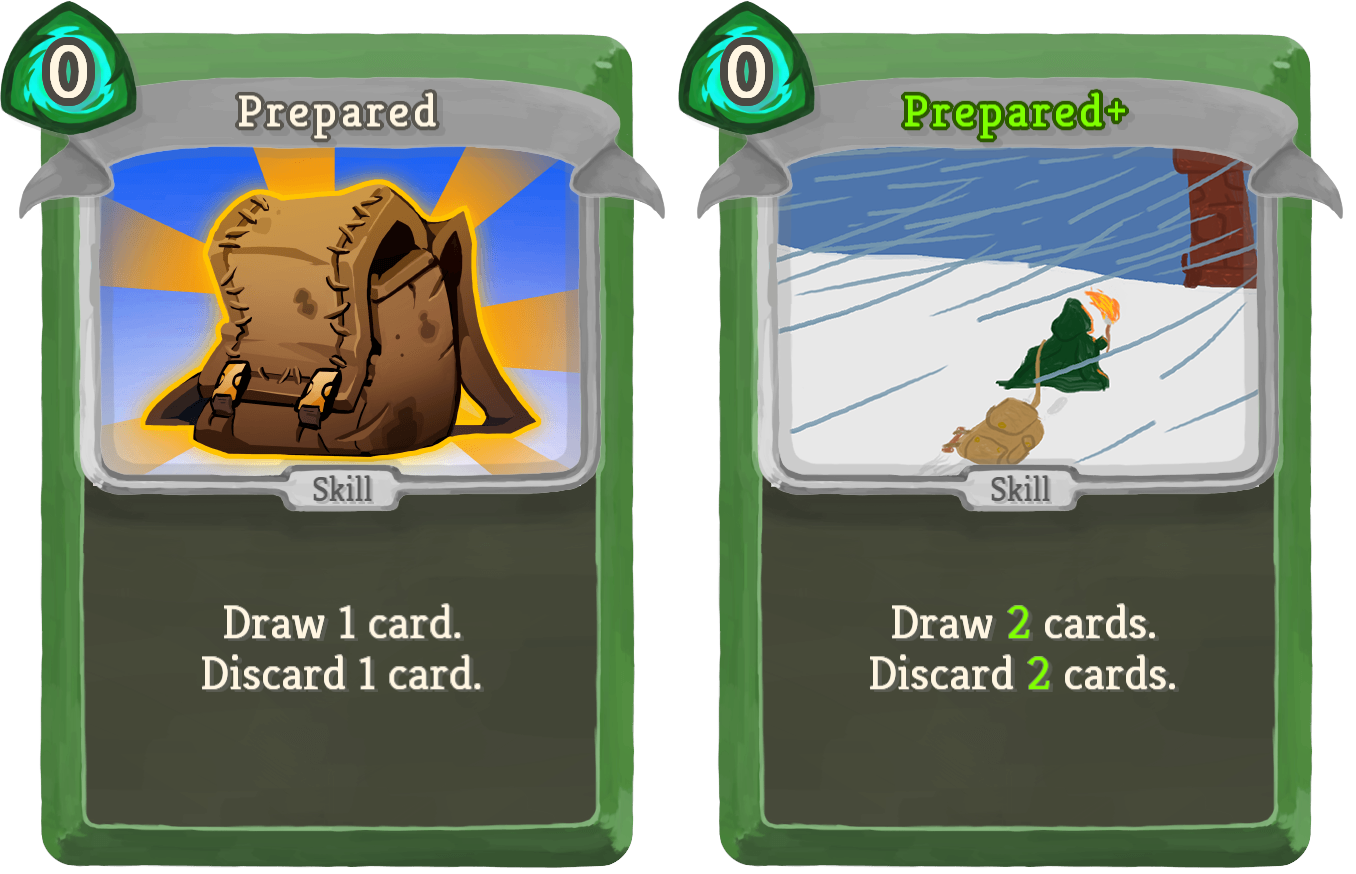 0
Prepared
Skill
Draw 1 card.
Discard 1 card.
0
Prepared+
Skill
Draw 2 cards.
Discard 2 cards.